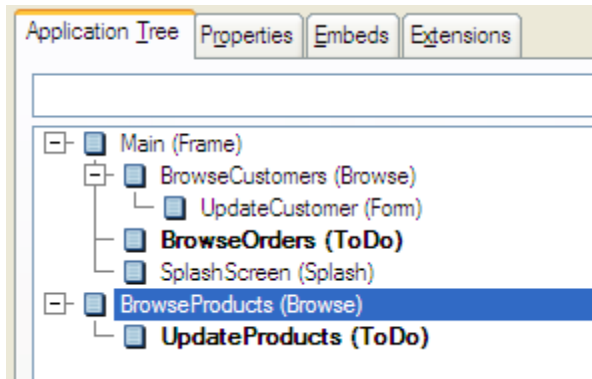 Application Tree Properties Embeds Extensions
Main (Frame)
BrowseCustomers (Browse)
UpdateCustomer (Form)
BrowseOrders (ToDo)
SplashScreen (Splash)
BrowseProducts (Browse)
UpdateProducts (ToDo)